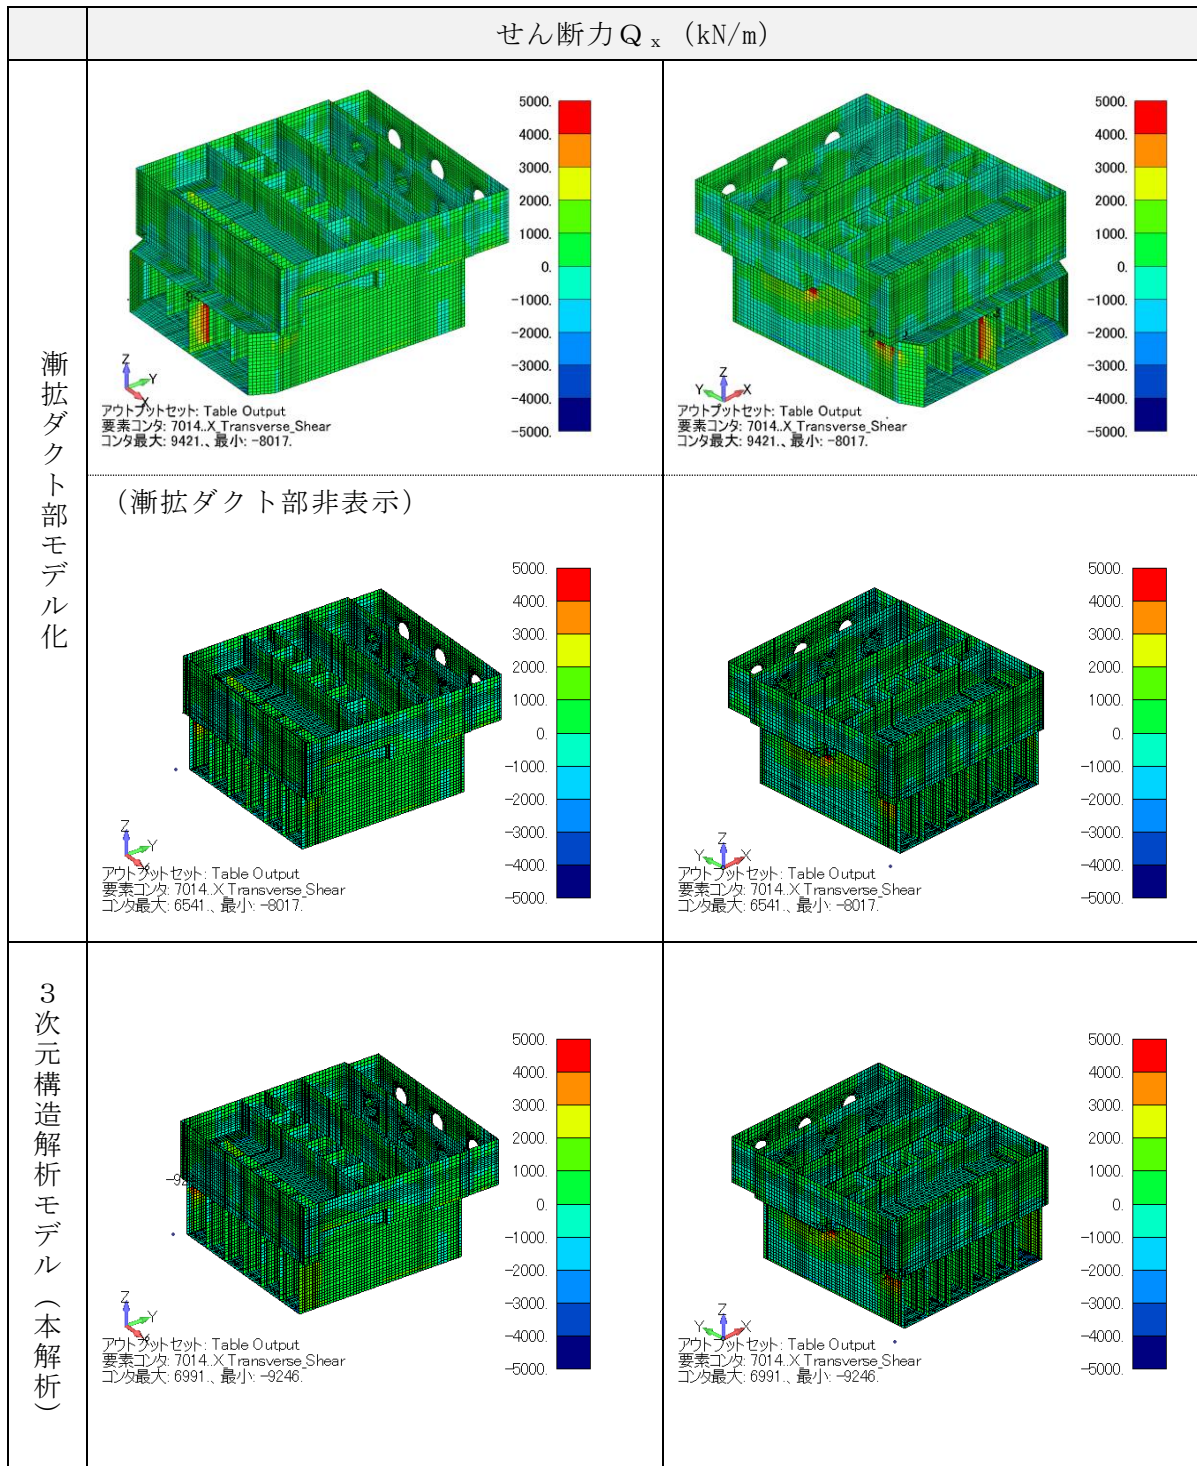 せん断力Qx (kN/m)
漸拡ダクト部モデル化
5000.
4000.
3000.
2000.
1000.
0.
-1000.
-2000.
-3000.
-4000.
-5000.
Z
Y
X
アウトプットセット: Table Output
要素コンタ: 7014..X_Transverse_Shear
コンタ最大: 9421.、最小: -8017.
5000.
4000.
3000.
2000.
1000.
0.
-1000.
-2000.
-3000.
-4000.
-5000.
Z
Y X
アウトプットセット: Table Output
要素コンタ: 7014..X_Transverse_Shear
コンタ最大: 9421.、最小: -8017.
(漸拡ダクト部非表示)
5000.
4000.
3000.
2000.
1000.
0.
-1000.
-2000.
-3000.
-4000.
-5000.
Z
Y
X
アウトプットセット: Table Output
要素コンタ: 7014..X Transverse_Shear
コンタ最大: 6541.、最小: -8017.
5000.
4000.
3000.
2000.
1000.
0.
-1000.
-2000.
-3000.
-4000.
-5000.
Z
Y X
アウトプットセット: Table Output
要素コンタ: 7014..X Transverse_Shear
コンタ最大: 6541.、最小: -8017.
3次元構造解析モデル(本解析)
5000.
4000.
3000.
2000.
1000.
0.
-1000.
-2000.
-3000.
-4000.
-5000.
Z
Y
X
アウトプットセット: Table Output
要素コンタ: 7014..X Transverse_Shear
コンタ最大: 6991.、最小: -9246.
5000.
4000.
3000.
2000.
1000.
0.
-1000.
-2000.
-3000.
-4000.
-5000.
Z
Y X
アウトプットセット: Table Output
要素コンタ: 7014..X Transverse_Shear
コンタ最大: 6991.、最小: -9246.